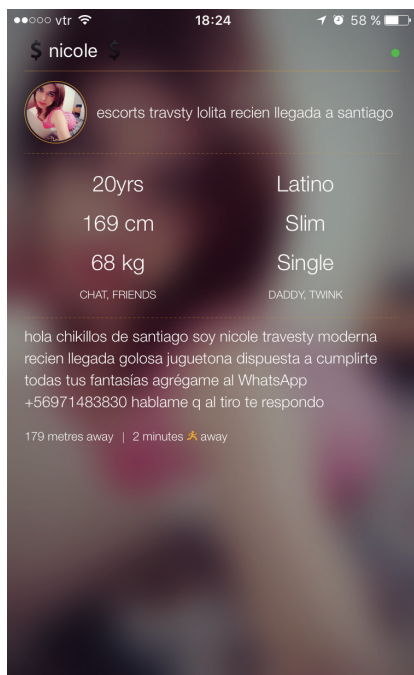 vtr 18:24 58 %
$ nicole $
escorts travsty lolita recien llegada a santiago
20yrs Latino
169 cm Slim
68 kg Single
CHAT, FRIENDS DADDY, TWINK
hola chikillos de santiago soy nicole travesty moderna
recien llegada golosa juguetona dispuesta a cumplirte
todas tus fantasías agrégame al WhatsApp
+56971483830 hablame q al tiro te respondo
179 metres away | 2 minutes away